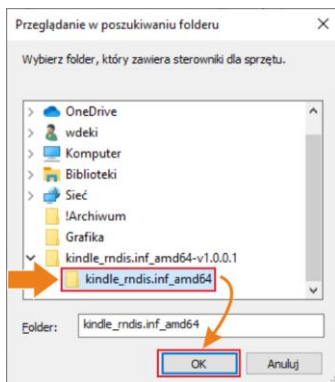 Przeglądanie w poszukiwaniu folderu
Wybierz folder, który zawiera sterowniki dla sprzętu.
OneDrive
wdeki
Komputer
Biblioteki
Sieć
!Archiwum
Grafika
kindle_rndis.inf_amd64-v1.0.0.1
kindle_rndis.inf_amd64
Folder: kindle_rndis.inf_amd64
OK Anuluj